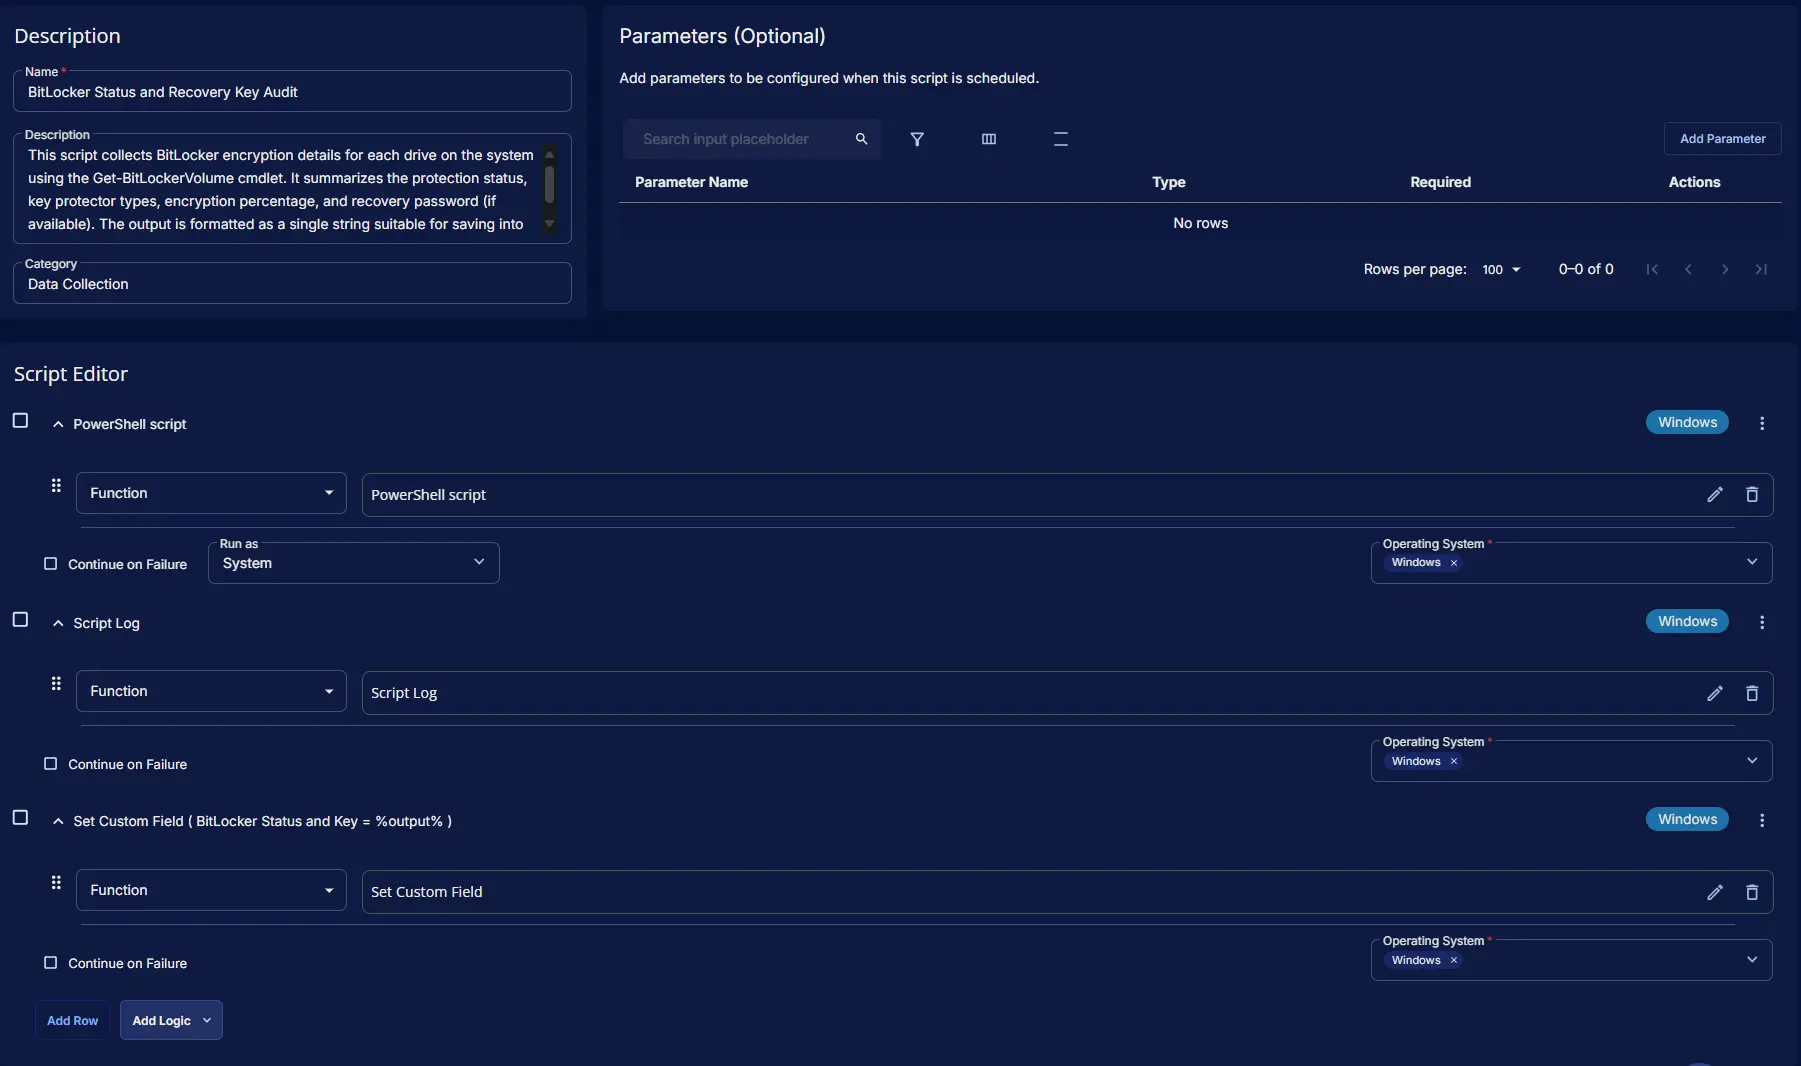 Description
Name *
BitLocker Status and Recovery Key Audit
Description
This script collects BitLocker encryption details for each drive on the system
using the Get-BitLockerVolume cmdlet. It summarizes the protection status,
key protector types, encryption percentage, and recovery password (if
available). The output is formatted as a single string suitable for saving into
Category
Data Collection
Parameters (Optional)
Add parameters to be configured when this script is scheduled.
Search input placeholder
Add Parameter
Parameter Name Type Required Actions
No rows
Rows per page: 100 0–0 of 0
Script Editor
PowerShell script Windows
Function PowerShell script
Continue on Failure
Run as
System
Operating System *
Windows ×
Script Log Windows
Function Script Log
Continue on Failure
Operating System *
Windows ×
Set Custom Field ( BitLocker Status and Key = %output% ) Windows
Function Set Custom Field
Continue on Failure
Operating System *
Windows ×
Add Row Add Logic